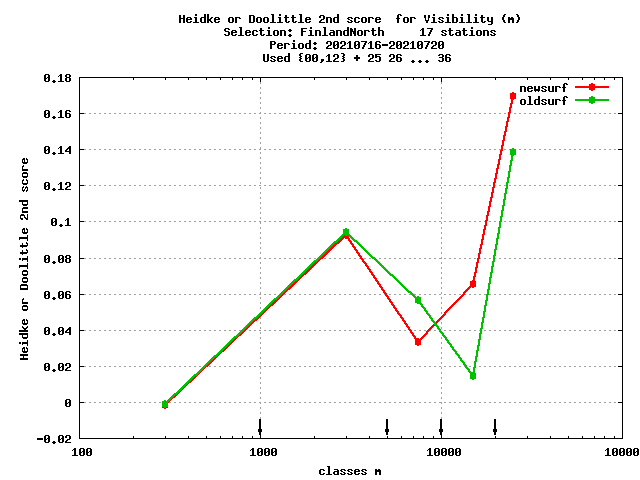 Heidke or Doolittle 2nd score  for Visibility (m)
Selection: FinlandNorth     17 stations
Period: 20210716-20210720
Used {00,12} + 25 26 ... 36
newsurf
oldsurf
0.18
0.16
0.14
0.12
0.1
0.08
0.06
0.04
0.02
0
-0.02
Heidke or Doolittle 2nd score
100
1000
10000
10000
classes m